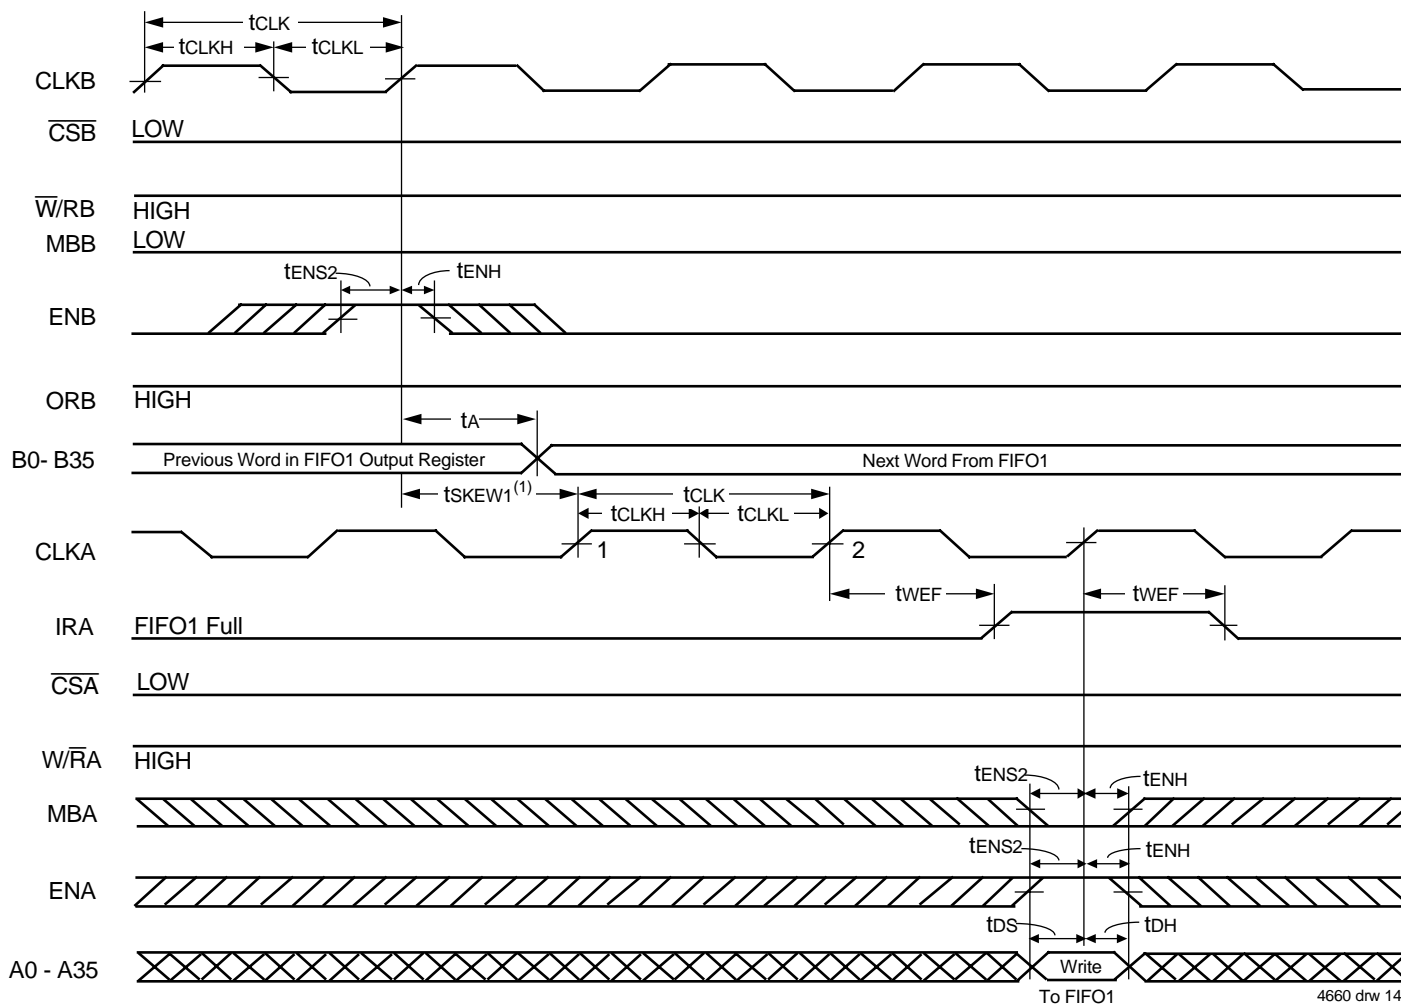 tCLK
tCLKH tCLKL
CLKB
CSB LOW
W/RB HIGH
MBB LOW
tENS2 tENH
ENB
ORB HIGH
tA
B0- B35 Previous Word in FIFO1 Output Register Next Word From FIFO1
tSKEW1(1) tCLK
tCLKH tCLKL
CLKA 1 2
tWEF tWEF
IRA FIFO1 Full
CSA LOW
W/RA HIGH
tENS2 tENH
MBA
tENS2 tENH
ENA
tDS tDH
A0 - A35 Write
To FIFO1 4660 drw 14